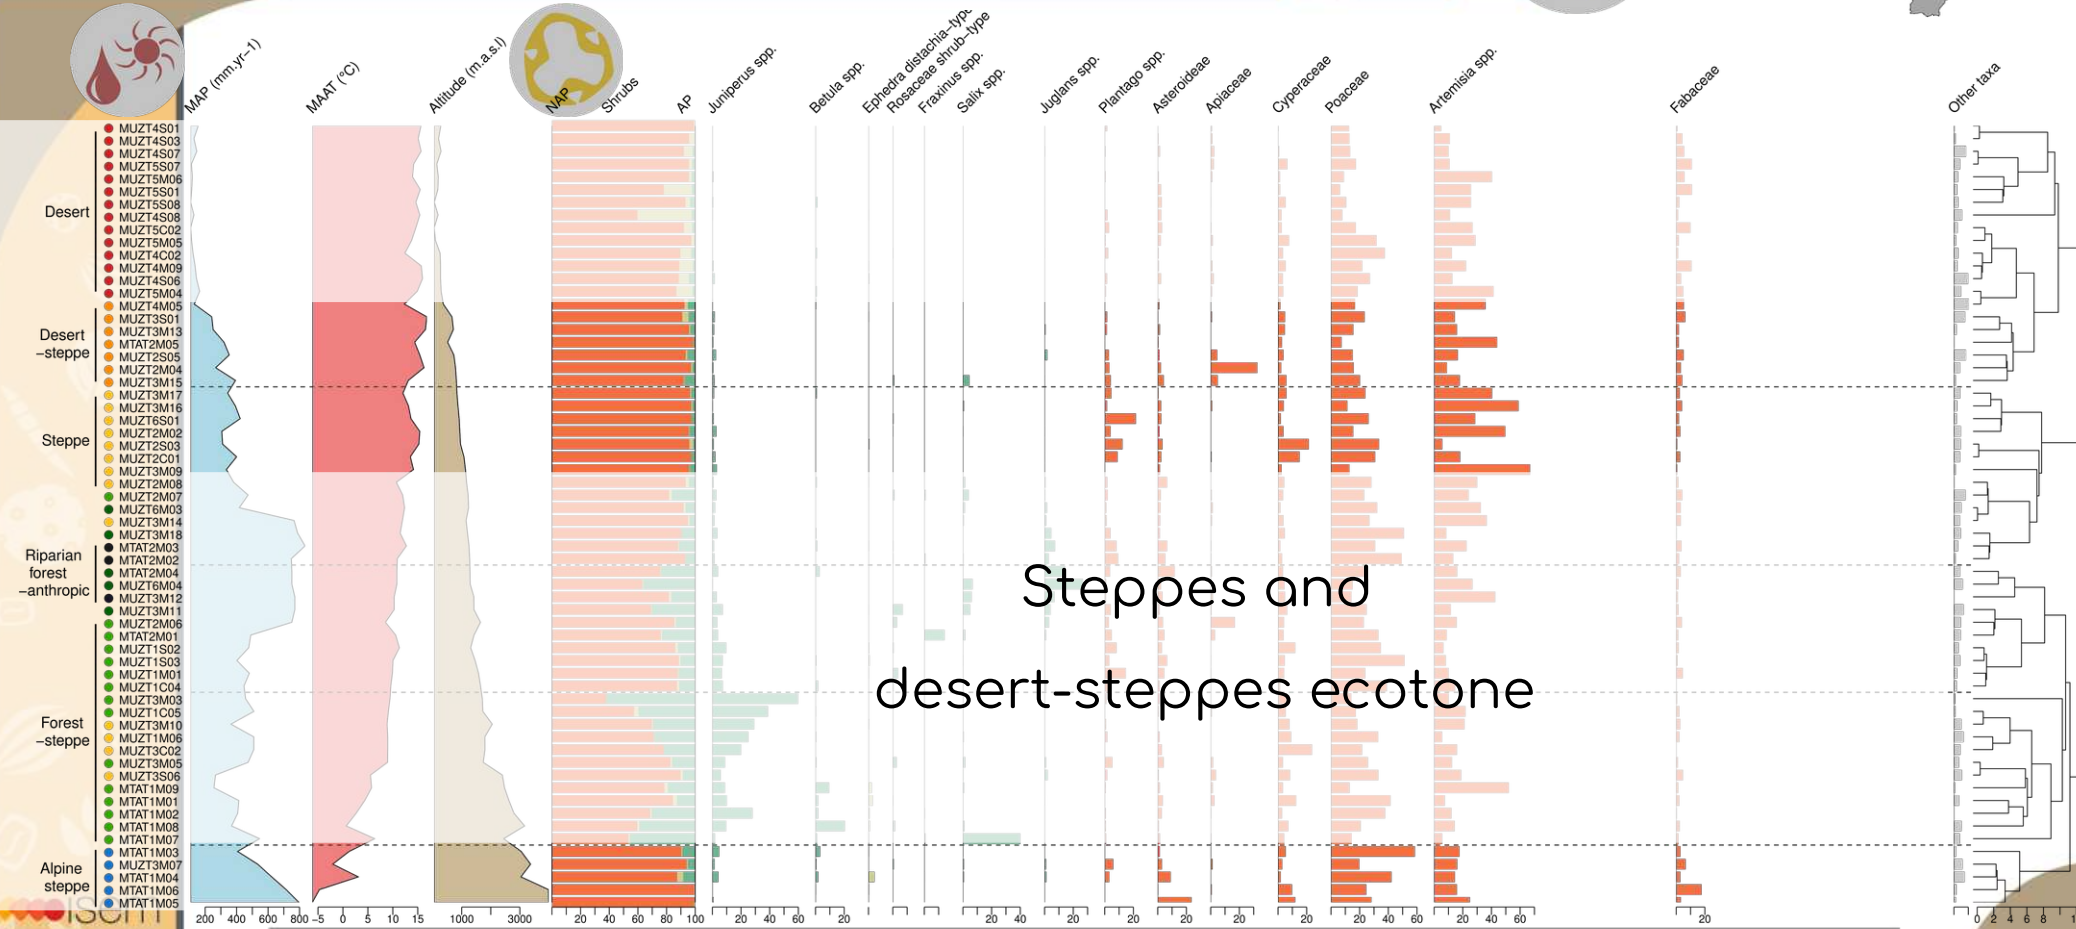 MAP (mm.yr−1)
MAAT (°C)
Altitude (m.a.s.l)
NAP
Shrubs
AP
Juniperus spp.
Betula spp.
Ephedra distachia−type
Rosaceae shrub−type
Fraxinus spp.
Salix spp.
Juglans spp.
Plantago spp.
Asteroideae
Apiaceae
Cyperaceae
Poaceae
Artemisia spp.
Fabaceae
Other taxa
MUZT4S01
MUZT4S03
MUZT4S07
MUZT5S07
MUZT5M06
MUZT5S01
MUZT5S08
Desert
MUZT4S08
MUZT5C02
MUZT5M05
MUZT4C02
MUZT4M09
MUZT4S06
MUZT5M04
MUZT4M05
MUZT3S01
MUZT3M13
Desert
−steppe
MTAT2M05
MUZT2S05
MUZT2M04
MUZT3M15
MUZT3M17
MUZT3M16
MUZT6S01
MUZT2M02
Steppe
MUZT2S03
MUZT2C01
MUZT3M09
MUZT2M08
MUZT2M07
MUZT6M03
MUZT3M14
MUZT3M18
MTAT2M03
Riparian
forest
−anthropic
MTAT2M02
MTAT2M04
MUZT6M04
MUZT3M12
MUZT3M11
MUZT2M06
MTAT2M01
MUZT1S02
MUZT1S03
MUZT1M01
MUZT1C04
MUZT3M03
MUZT1C05
Forest
−steppe
MUZT3M10
MUZT1M06
MUZT3C02
MUZT3M05
MUZT3S06
MTAT1M09
MTAT1M01
MTAT1M02
MTAT1M08
MTAT1M07
MTAT1M03
MUZT3M07
Alpine
steppe
MTAT1M04
MTAT1M06
MTAT1M05
Steppes and
desert-steppes ecotone
200 400 600 800
−5 0 5 10 15
1000 3000
20 40 60 80 100
20 40 60
20
20 40
20
20
20
20
20
20 40 60
20 40 60
20
0 2 4 6 8